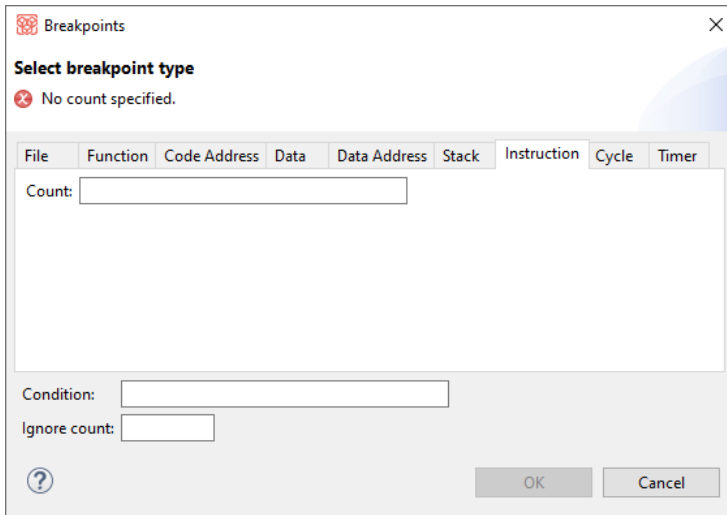 Breakpoints
Select breakpoint type
No count specified.
File Function Code Address Data Data Address Stack Instruction Cycle Timer
Count:
Condition:
Ignore count:
? OK Cancel